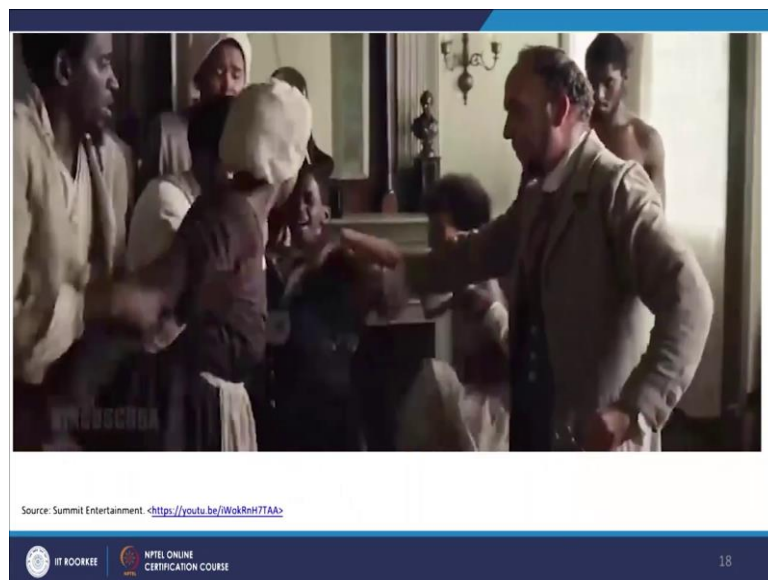 Source: Summit Entertainment. <https://youtu.be/iWokRnH7TAA>
IIT ROORKEE
NPTEL ONLINE
CERTIFICATION COURSE
18